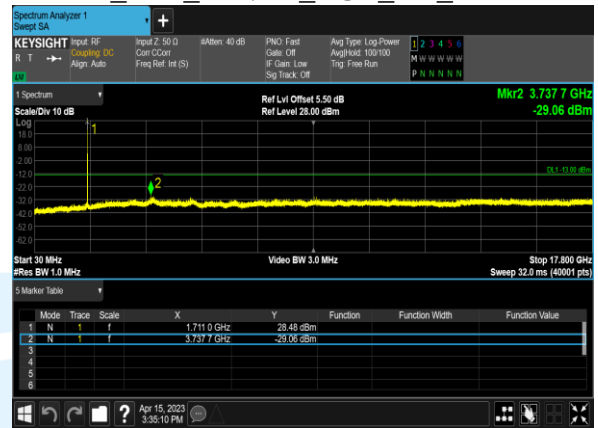 Spectrum Analyzer 1
Swept SA
KEYSIGHT Input: RF Input Z: 50 Ω #Atten: 40 dB PNO: Fast Avg Type: Log-Power 1 2 3 4 5 6
R T Coupling: DC Corr CCorr Gate: Off Avg|Hold: 100/100 M W W W W W
Align: Auto Freq Ref: Int (S) IF Gain: Low Trig: Free Run
Sig Track: Off P N N N N N
LV
1 Spectrum Ref Lvl Offset 5.50 dB Mkr2 3.737 7 GHz
Scale/Div 10 dB Ref Level 28.00 dBm -29.06 dBm
Log
1
18.0
8.00
-2.00
DL1 -13.00 dBm
-12.0
2
-22.0
-32.0
-42.0
-52.0
-62.0
Start 30 MHz Video BW 3.0 MHz Stop 17.800 GHz
#Res BW 1.0 MHz Sweep 32.0 ms (40001 pts)
5 Marker Table
Mode Trace Scale X Y Function Function Width Function Value
1 N 1 f 1.711 0 GHz 28.48 dBm
2 N 1 f 3.737 7 GHz -29.06 dBm
3
4
5
6
? Apr 15, 2023
3:35:10 PM